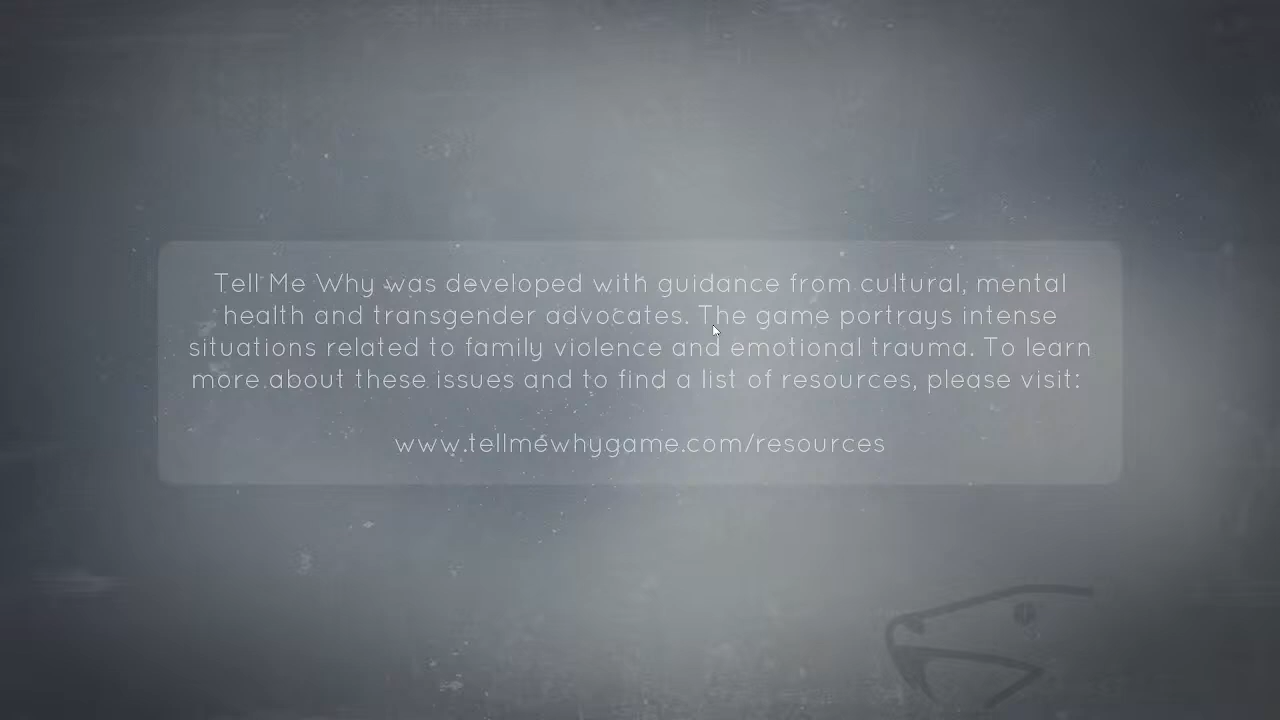 Tell Me Why was developed with guidance from cultural, mental
health and transgender advocates. The game portrays intense
situations related to family violence and emotional trauma. To learn
more about these issues and to find a list of resources, please visit:
www.tellmewhygame.com/resources